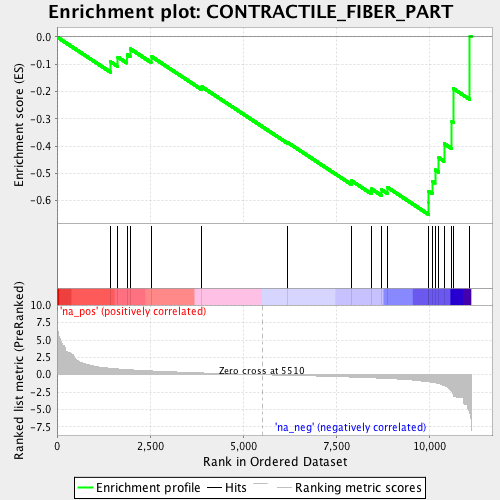 Enrichment plot: CONTRACTILE_FIBER_PART
Enrichment score (ES)
0.0
-0.1
-0.2
-0.3
-0.4
-0.5
-0.6
'na_pos' (positively correlated)
Ranked list metric (PreRanked)
10.0
7.5
5.0
2.5
0.0
-2.5
-5.0
-7.5
Zero cross at 5510
'na_neg' (negatively correlated)
0
2,500
5,000
7,500
10,000
Rank in Ordered Dataset
Enrichment profile
Hits
Ranking metric scores